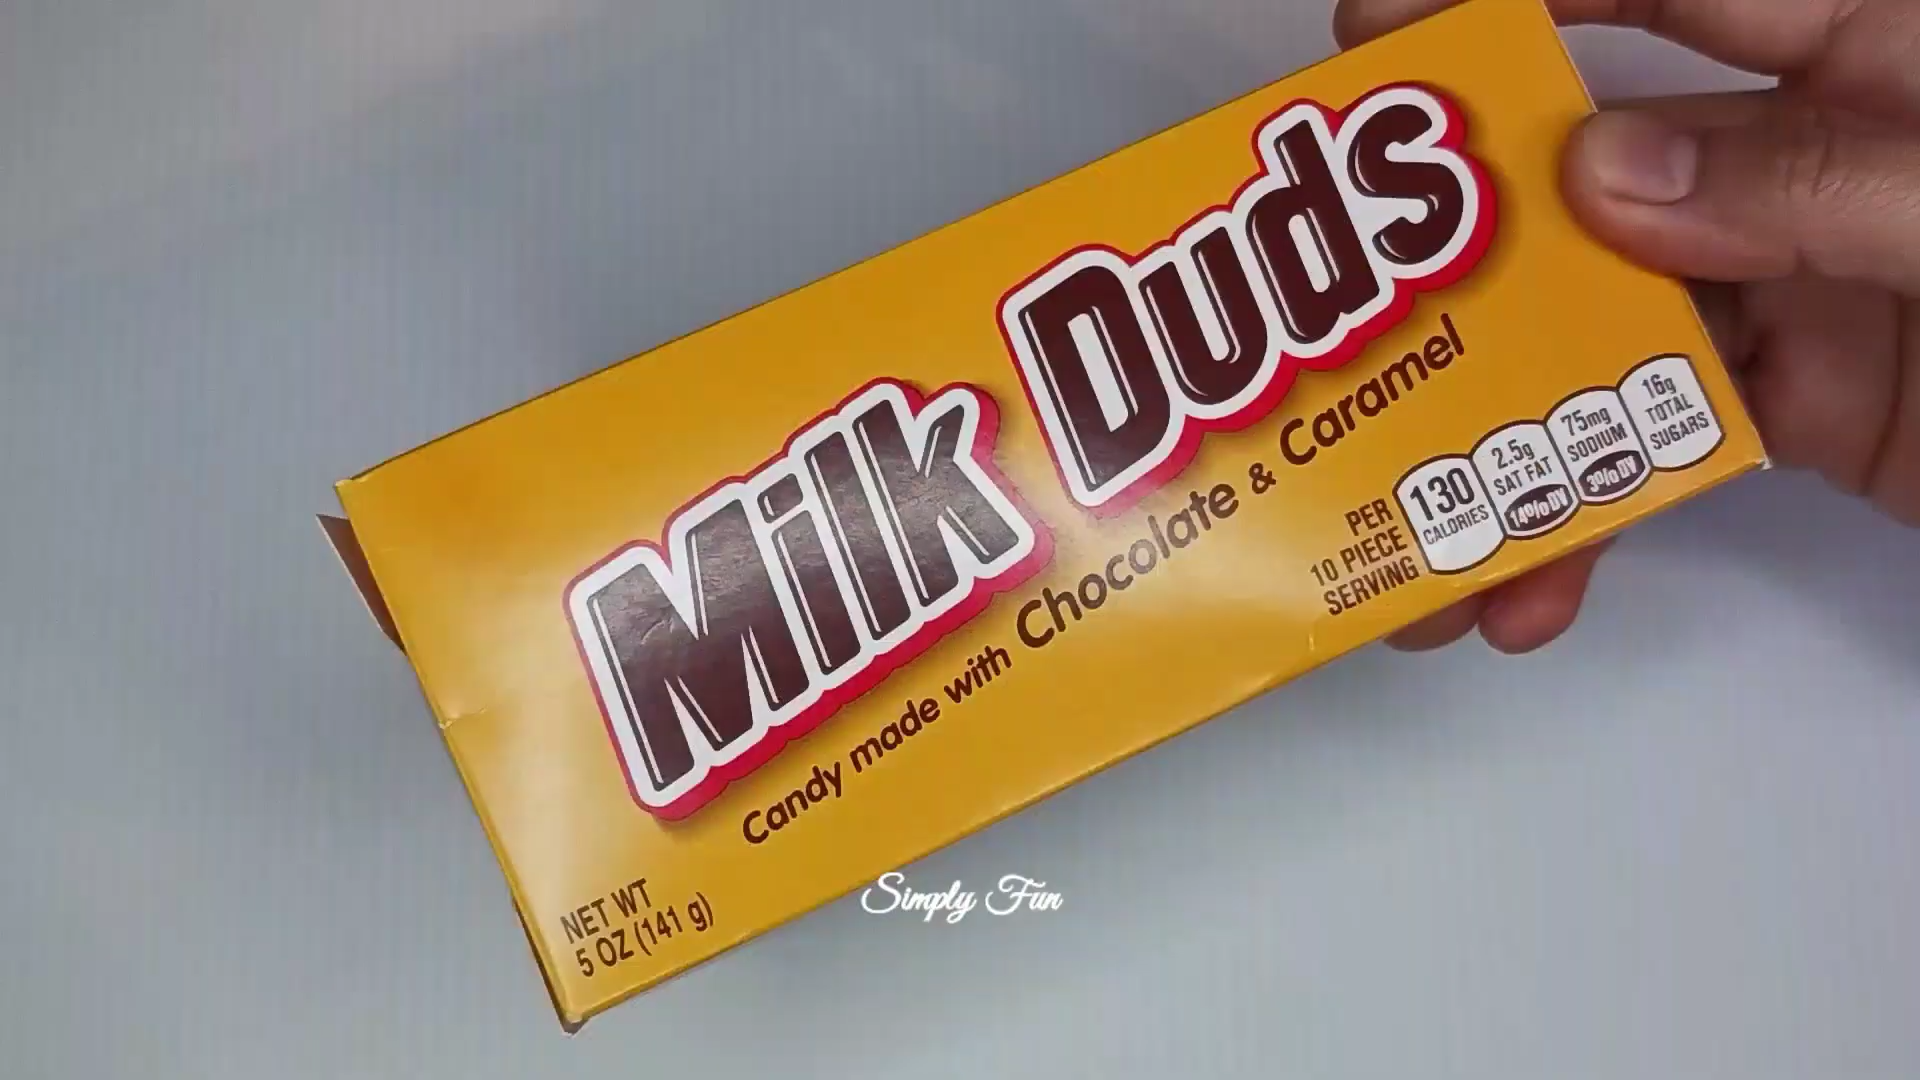 Milk Duds
Candy made with Chocolate & Caramel
PER
10 PIECE
SERVING
130
CALORIES
2.5g
SAT FAT
14% DV
75mg
SODIUM
3% DV
16g
TOTAL
SUGARS
NET WT
5 OZ (141 g)
Simply Fun